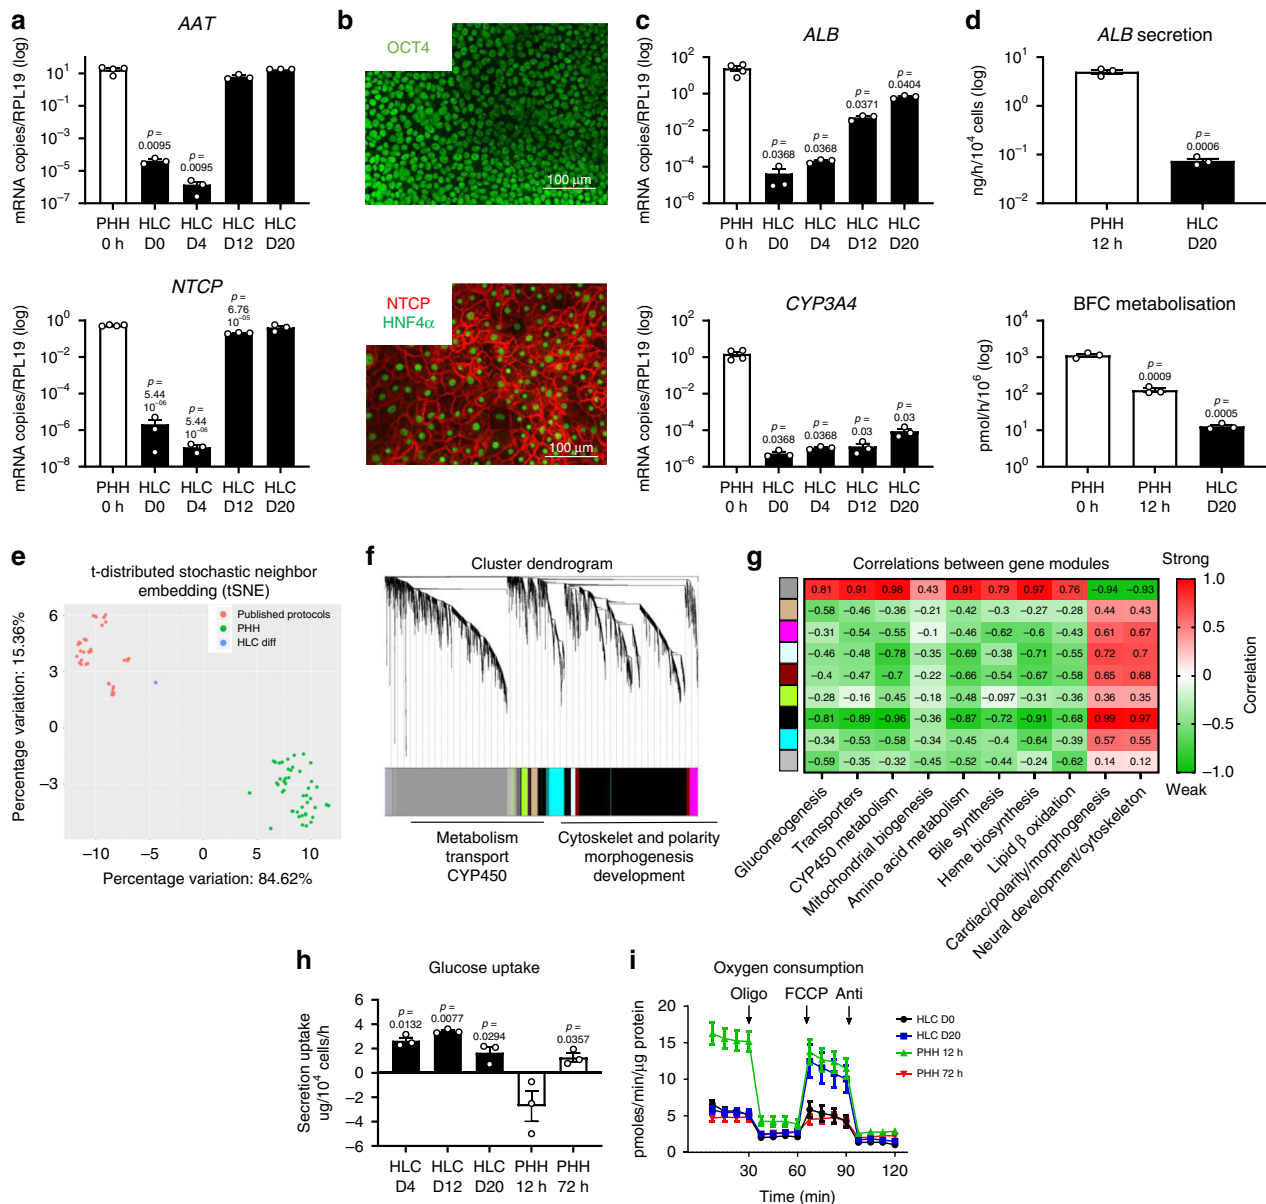 a
AAT
mRNA copies/RPL19 (log)
10^1
10^−1
10^−3
10^−5
10^−7
p =
0.0095
p =
0.0095
PHH HLC HLC HLC HLC
0 h D0 D4 D12 D20
NTCP
mRNA copies/RPL19 (log)
10^0
10^−2
10^−4
10^−6
10^−8
p =
5.44
10^−06
p =
5.44
10^−06
p =
6.76
10^−05
PHH HLC HLC HLC HLC
0 h D0 D4 D12 D20
b
OCT4
100 µm
NTCP
HNF4α
100 µm
c
ALB
mRNA copies/RPL19 (log)
10^2
10^0
10^−2
10^−4
10^−6
p =
0.0368
p =
0.0368
p =
0.0371
p =
0.0404
PHH HLC HLC HLC HLC
0 h D0 D4 D12 D20
CYP3A4
mRNA copies/RPL19 (log)
10^2
10^0
10^−2
10^−4
10^−6
p =
0.0368
p =
0.0368
p =
0.03
p =
0.03
PHH HLC HLC HLC HLC
0 h D0 D4 D12 D20
d
ALB secretion
ng/h/10^4 cells (log)
10^1
10^0
10^−1
10^−2
p =
0.0006
PHH HLC
12 h D20
BFC metabolisation
pmol/h/10^6 (log)
10^4
10^3
10^2
10^1
10^0
p =
0.0009
p =
0.0005
PHH PHH HLC
0 h 12 h D20
e
t-distributed stochastic neighbor
embedding (tSNE)
Published protocols
PHH
HLC diff
Percentage variation: 15.36%
6
3
0
−3
−10 −5 0 5 10
Percentage variation: 84.62%
f
Cluster dendrogram
Metabolism
transport
CYP450
Cytoskelet and polarity
morphogenesis
development
g
Correlations between gene modules
0.81 0.91 0.98 0.43 0.91 0.79 0.97 0.76 −0.94 −0.93
−0.58 −0.46 −0.36 −0.21 −0.42 −0.3 −0.27 −0.28 0.44 0.43
−0.31 −0.54 −0.55 −0.1 −0.46 −0.62 −0.6 −0.43 0.61 0.67
−0.46 −0.48 −0.78 −0.35 −0.69 −0.38 −0.71 −0.55 0.72 0.7
−0.4 −0.47 −0.7 −0.22 −0.66 −0.54 −0.67 −0.58 0.65 0.68
−0.28 −0.16 −0.45 −0.18 −0.48 −0.097 −0.31 −0.36 0.36 0.35
−0.81 −0.89 −0.96 −0.36 −0.87 −0.72 −0.91 −0.68 0.99 0.97
−0.34 −0.53 −0.58 −0.34 −0.45 −0.4 −0.64 −0.39 0.57 0.55
−0.59 −0.35 −0.32 −0.45 −0.52 −0.44 −0.24 −0.62 0.14 0.12
Gluconeogenesis
Transporters
CYP450 metabolism
Mitochondrial biogenesis
Amino acid metabolism
Bile synthesis
Heme biosynthesis
Lipid β oxidation
Cardiac/polarity/morphogenesis
Neural development/cytoskeleton
Strong
1.0
0.5
0
−0.5
−1.0
Weak
Correlation
h
Glucose uptake
Secretion uptake
ug/10^4 cells/h
6
4
2
0
−2
−4
−6
p =
0.0132
p =
0.0077
p =
0.0294
p =
0.0357
HLC HLC HLC PHH PHH
D4 D12 D20 12 h 72 h
i
Oxygen consumption
Oligo FCCP Anti
pmoles/min/µg protein
20
15
10
5
0
30 60 90 120
Time (min)
HLC D0
HLC D20
PHH 12 h
PHH 72 h